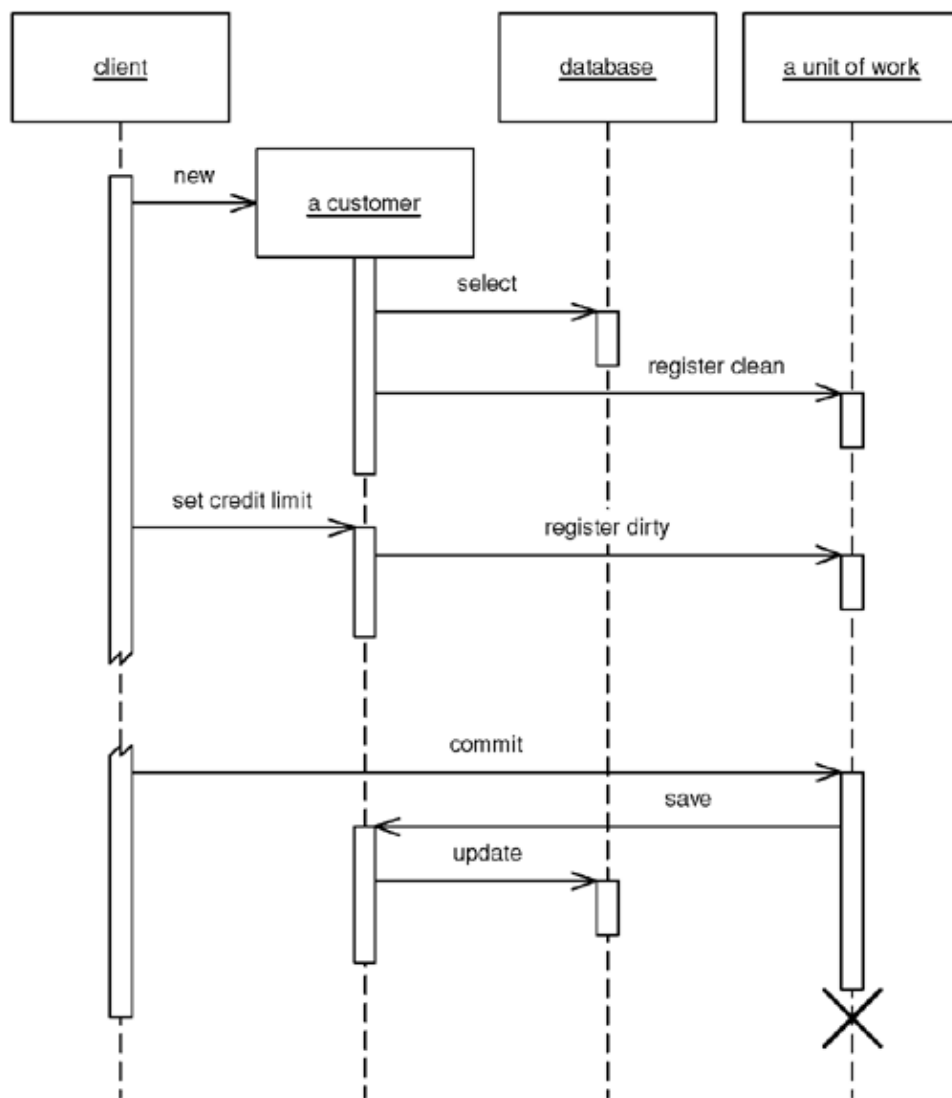 client
database
a unit of work
new
a customer
select
register clean
set credit limit
register dirty
commit
save
update